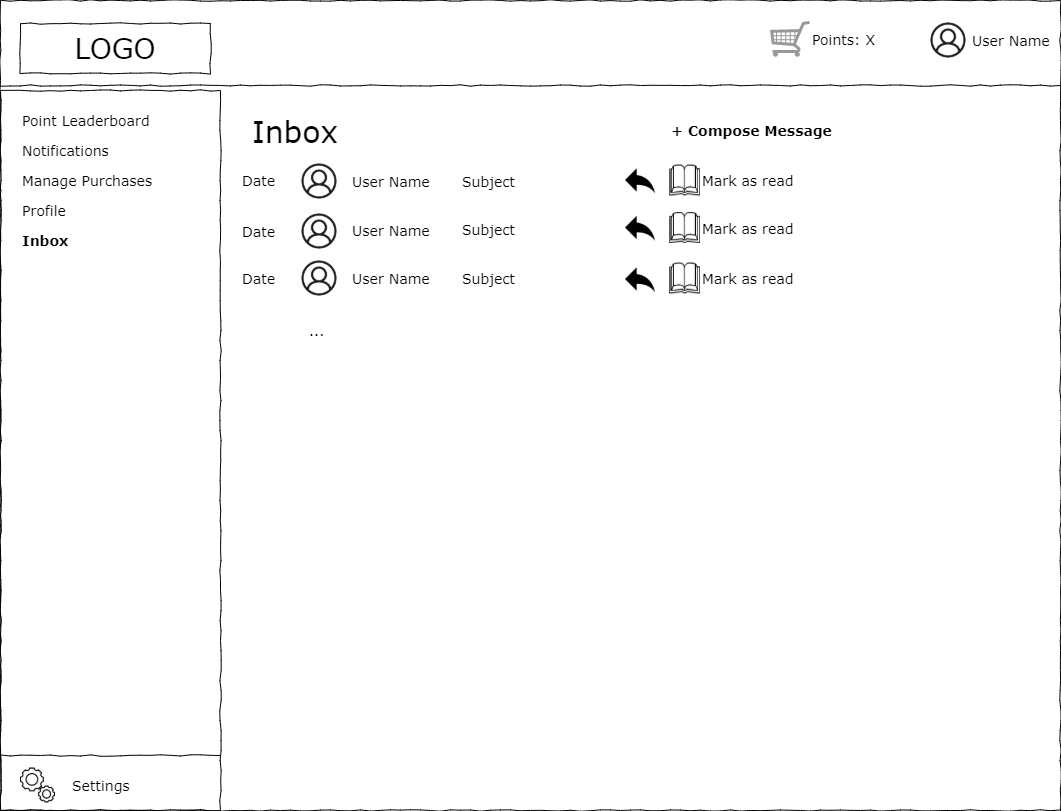 LOGO
Points: X
User Name
Point Leaderboard
Notifications
Manage Purchases
Profile
Inbox
Settings
Inbox
+ Compose Message
Date User Name Subject Mark as read
Date User Name Subject Mark as read
Date User Name Subject Mark as read
...